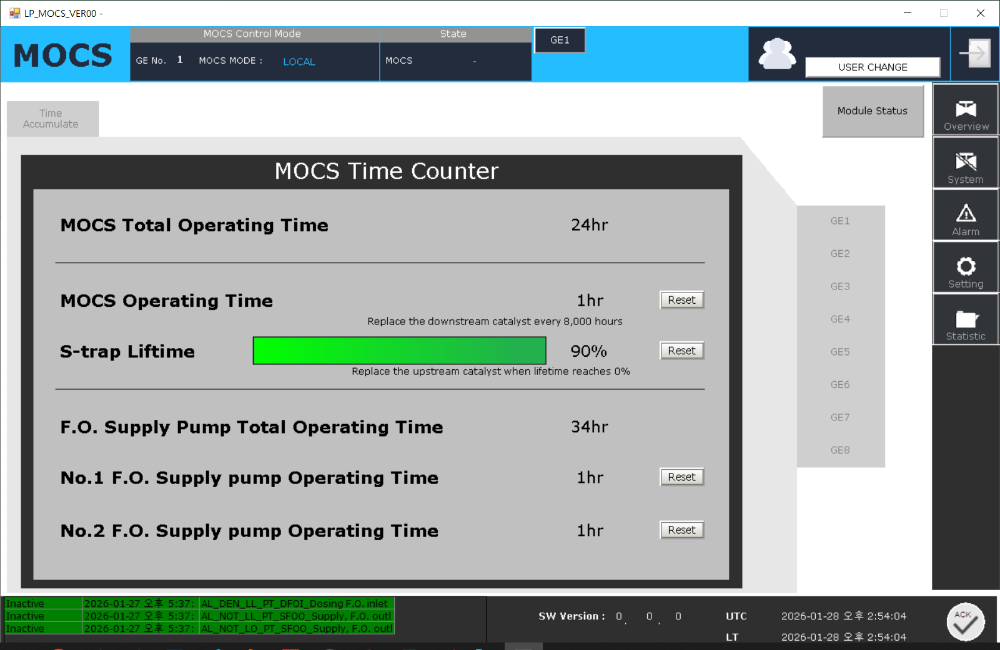 LP_MOCS_VER00 -
MOCS
MOCS Control Mode
State
GE No. 1 MOCS MODE : LOCAL
MOCS -
GE1
USER CHANGE
Time
Accumulate
Module Status
Overview
System
Alarm
Setting
Statistic
MOCS Time Counter
MOCS Total Operating Time 24hr
MOCS Operating Time 1hr Reset
Replace the downstream catalyst every 8,000 hours
S-trap Liftime 90% Reset
Replace the upstream catalyst when lifetime reaches 0%
F.O. Supply Pump Total Operating Time 34hr
No.1 F.O. Supply pump Operating Time 1hr Reset
No.2 F.O. Supply pump Operating Time 1hr Reset
GE1
GE2
GE3
GE4
GE5
GE6
GE7
GE8
Inactive 2026-01-27 오후 5:37: AL_DEN_LL_PT_DFOI_Dosing F.O. inlet
Inactive 2026-01-27 오후 5:37: AL_NOT_LL_PT_SFOO_Supply, F.O. outl
Inactive 2026-01-27 오후 5:37: AL_NOT_LO_PT_SFOO_Supply, F.O. outl
SW Version : 0 , 0 , 0
UTC 2026-01-28 오후 2:54:04
LT 2026-01-28 오후 2:54:04
ACK